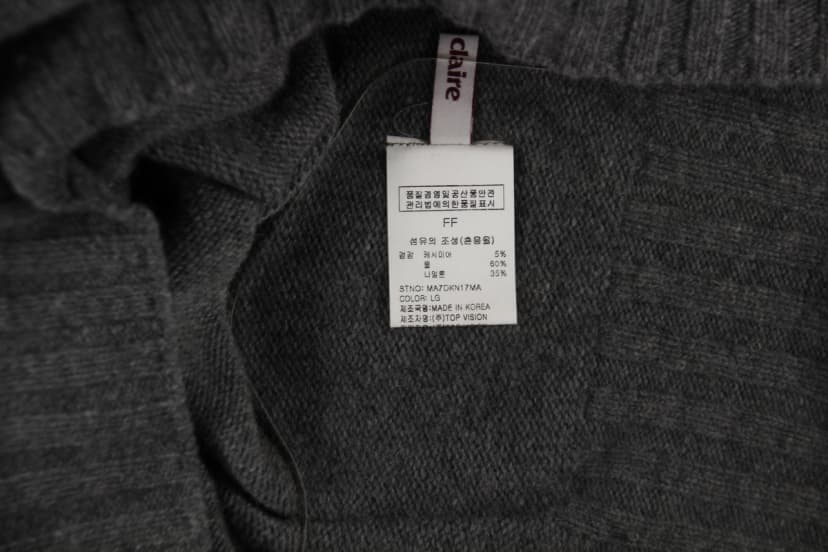 claire
품질경영및공산품안전
관리법에의한품질표시
FF
섬유의 조성(혼용율)
겉감 캐시미어 5%
울 60%
나일론 35%
STNO: MA7DKN17MA
COLOR: LG
제조국명:MADE IN KOREA
제조자명:(주)TOP VISION